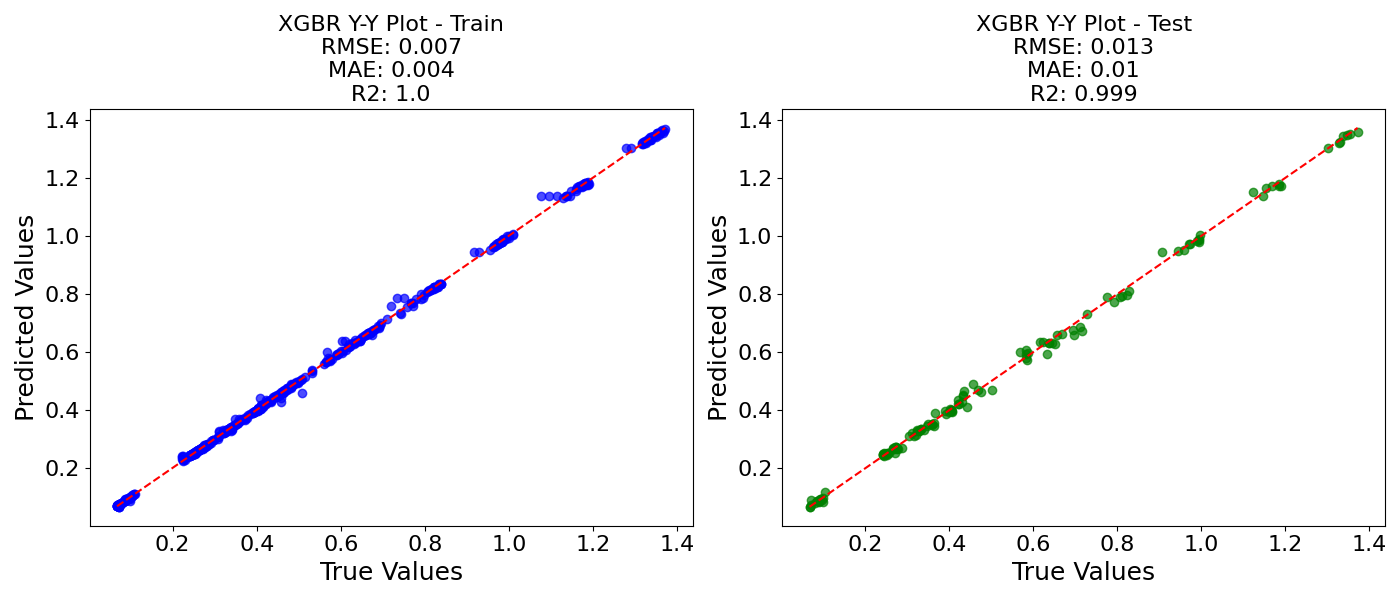 XGBR Y-Y Plot - Train
RMSE: 0.007
MAE: 0.004
R2: 1.0
1.4
1.2
1.0
0.8
0.6
0.4
0.2
Predicted Values
0.2 0.4 0.6 0.8 1.0 1.2 1.4
True Values
XGBR Y-Y Plot - Test
RMSE: 0.013
MAE: 0.01
R2: 0.999
1.4
1.2
1.0
0.8
0.6
0.4
0.2
Predicted Values
0.2 0.4 0.6 0.8 1.0 1.2 1.4
True Values